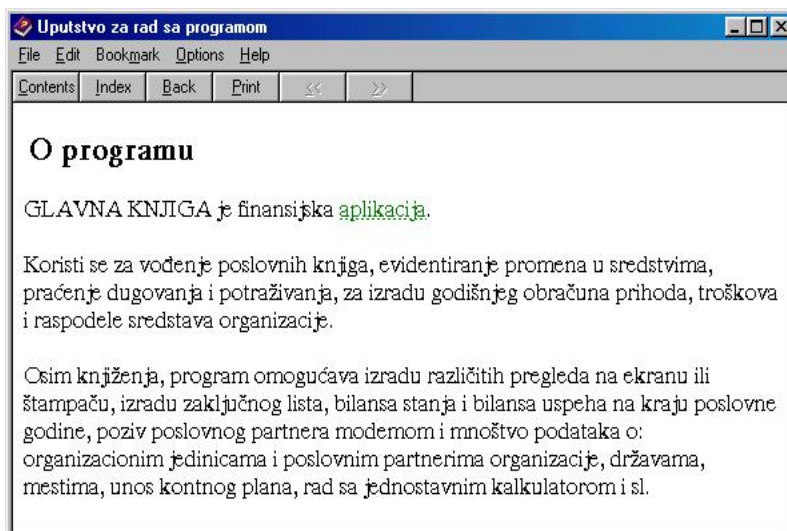 Uputstvo za rad sa programom
File Edit Bookmark Options Help
Contents Index Back Print << >>
O programu
GLAVNA KNJIGA je finansijska aplikacija.
Koristi se za vođenje poslovnih knjiga, evidentiranje promena u sredstvima,
praćenje dugovanja i potraživanja, za izradu godišnjeg obračuna prihoda, troškova
i raspodele sredstava organizacije.
Osim knjiženja, program omogućava izradu različitih pregleda na ekranu ili
štampaču, izradu zaključnog lista, bilansa stanja i bilansa uspeha na kraju poslovne
godine, poziv poslovnog partnera modemom i mnoštvo podataka o:
organizacionim jedinicama i poslovnim partnerima organizacije, državama,
mestima, unos kontnog plana, rad sa jednostavnim kalkulatorom i sl.